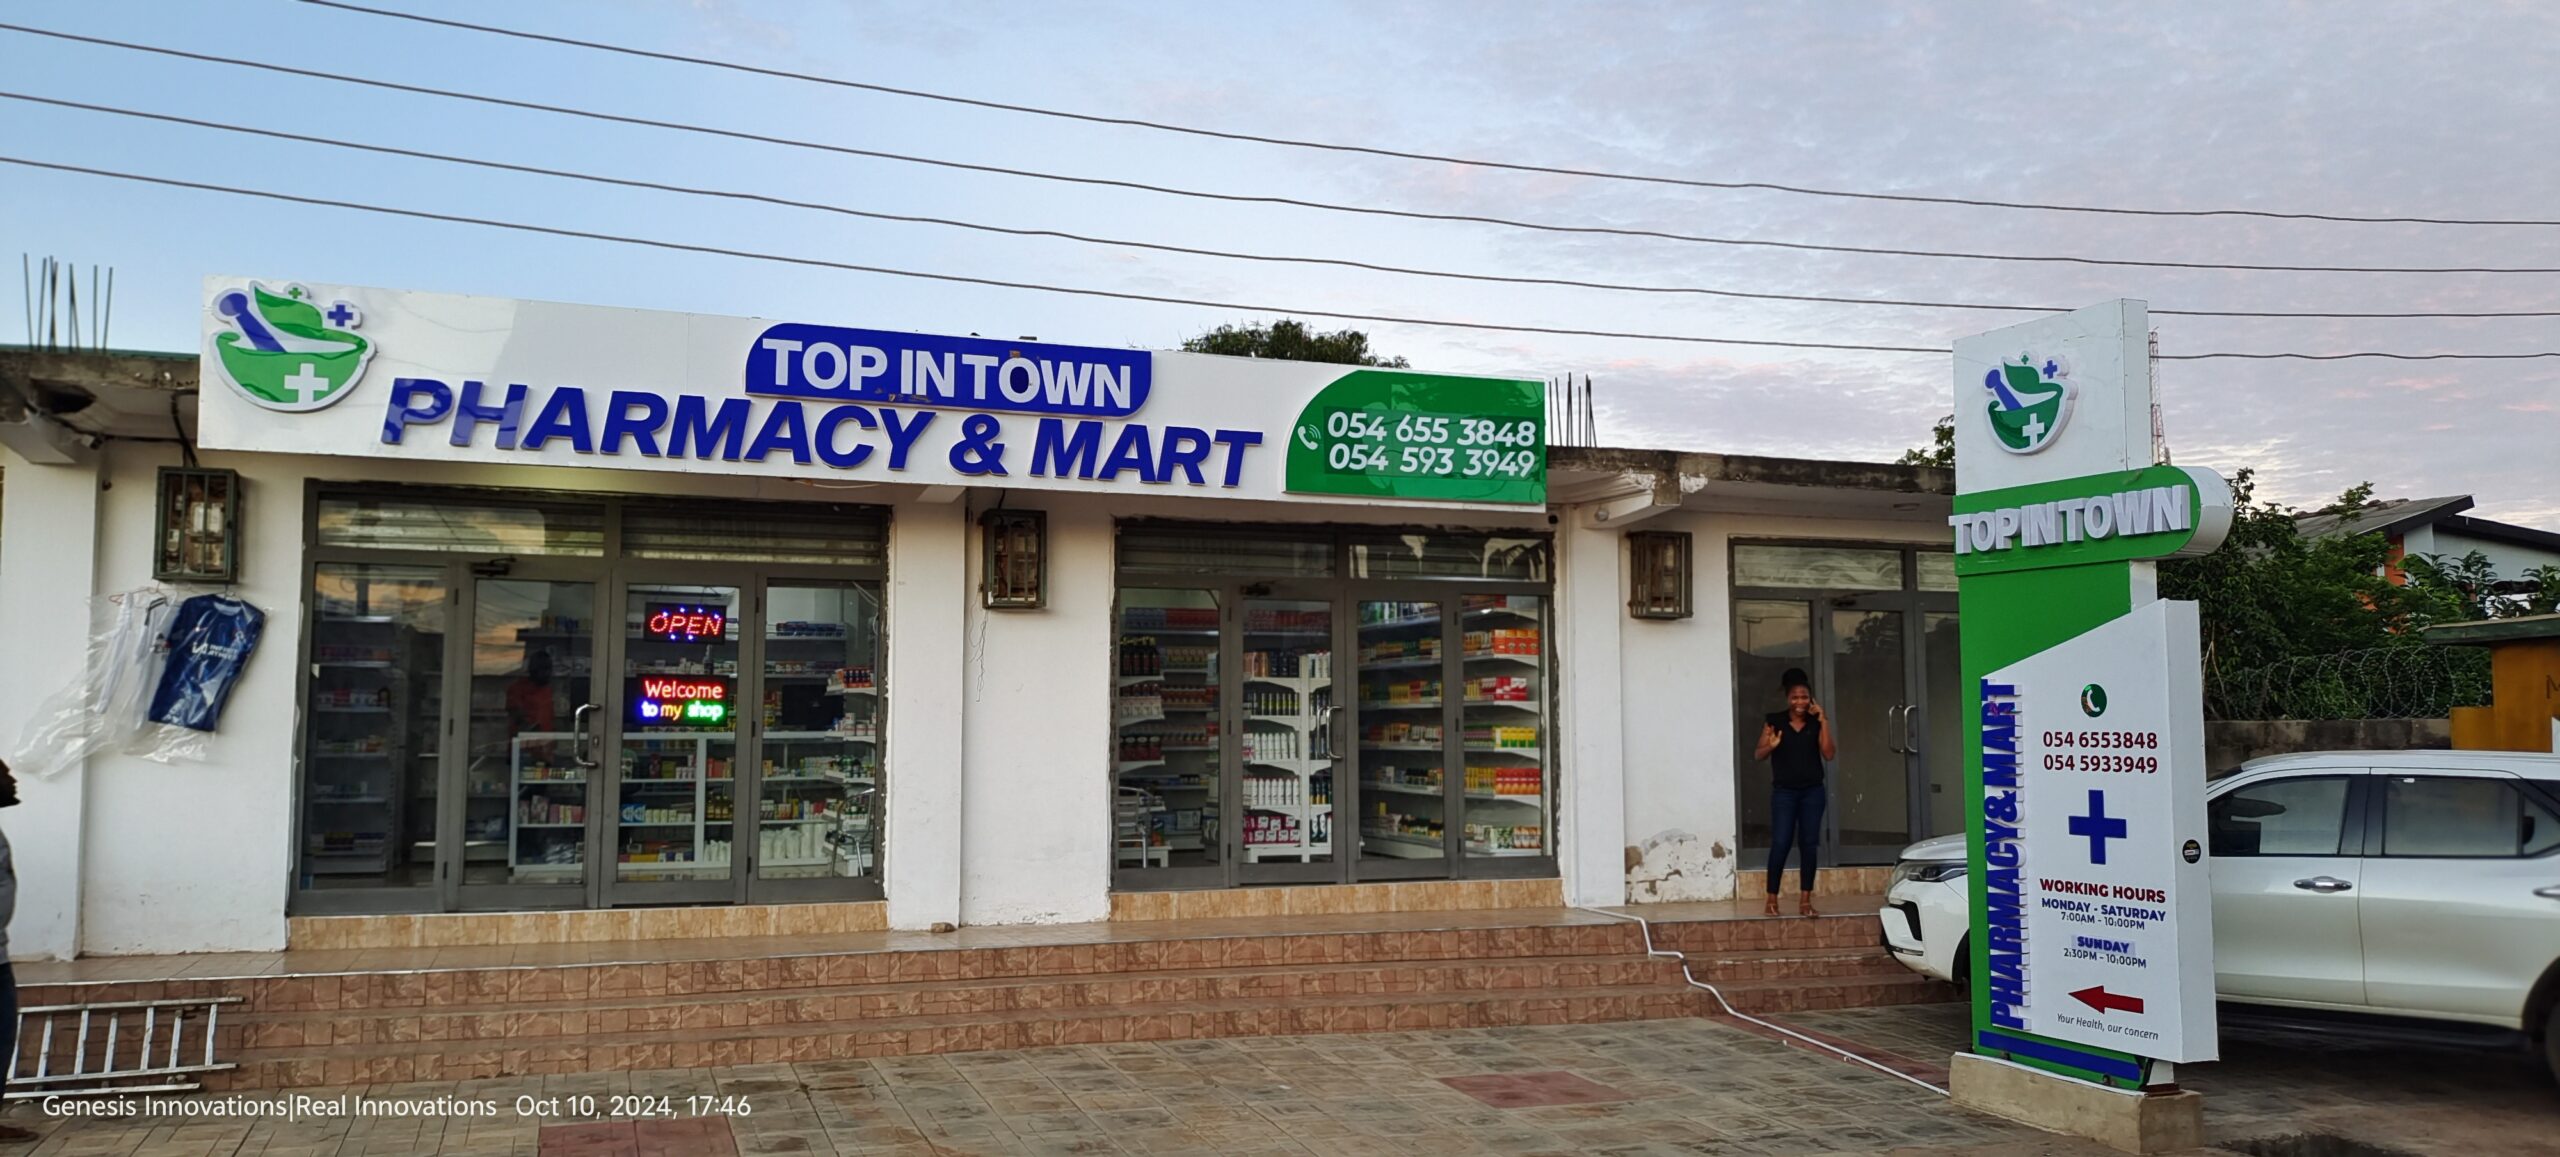 TOP IN TOWN
PHARMACY & MART
054 655 3848
054 593 3949
OPEN
Welcome
to my shop
TOP IN TOWN
PHARMACY & MART
054 6553848
054 5933949
WORKING HOURS
MONDAY - SATURDAY
7:00AM - 10:00PM
SUNDAY
2:30PM - 10:00PM
Your Health, our concern
Genesis Innovations|Real Innovations Oct 10, 2024, 17:46